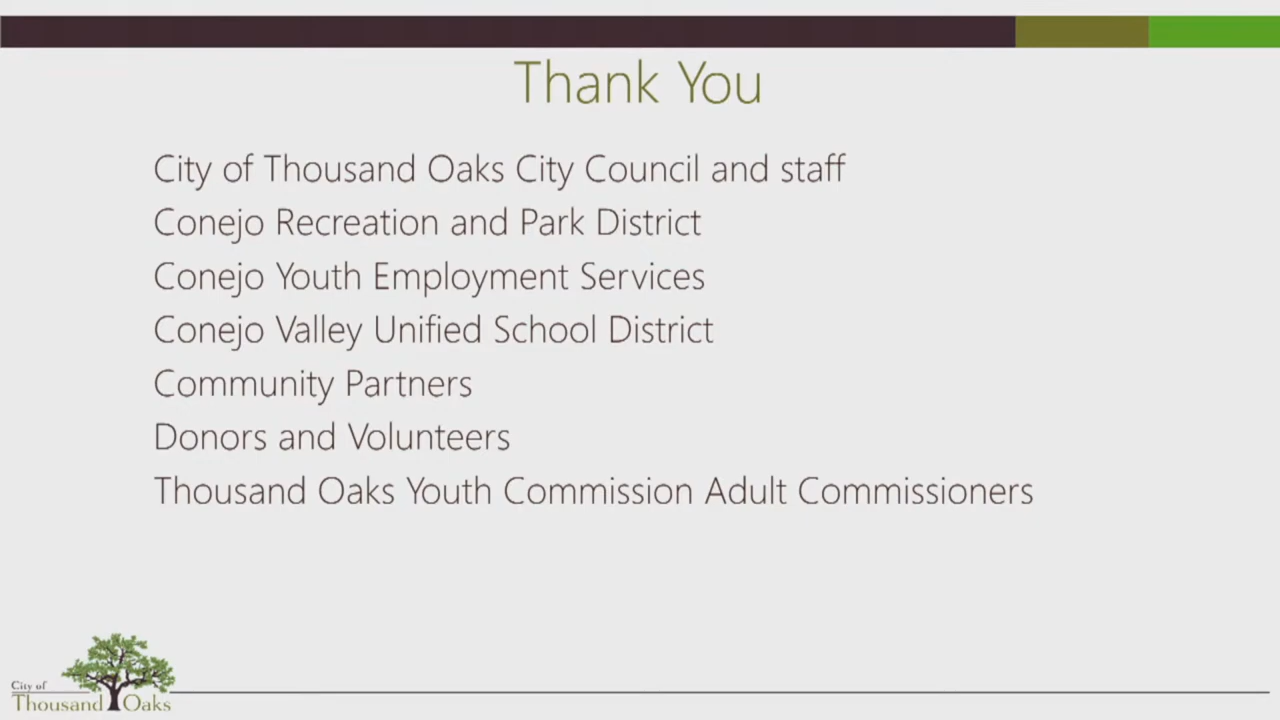 Thank You
City of Thousand Oaks City Council and staff
Conejo Recreation and Park District
Conejo Youth Employment Services
Conejo Valley Unified School District
Community Partners
Donors and Volunteers
Thousand Oaks Youth Commission Adult Commissioners
City of
Thousand Oaks